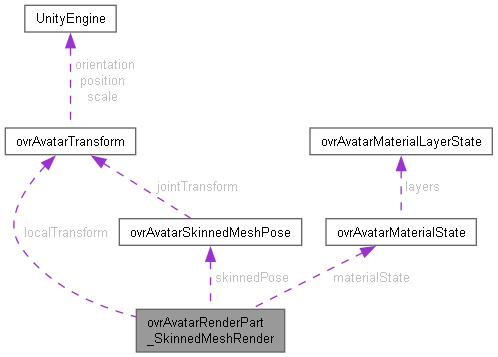 UnityEngine
orientation
position
scale
ovrAvatarTransform
ovrAvatarMaterialLayerState
jointTransform
layers
localTransform
ovrAvatarSkinnedMeshPose
ovrAvatarMaterialState
skinnedPose
materialState
ovrAvatarRenderPart
_SkinnedMeshRender